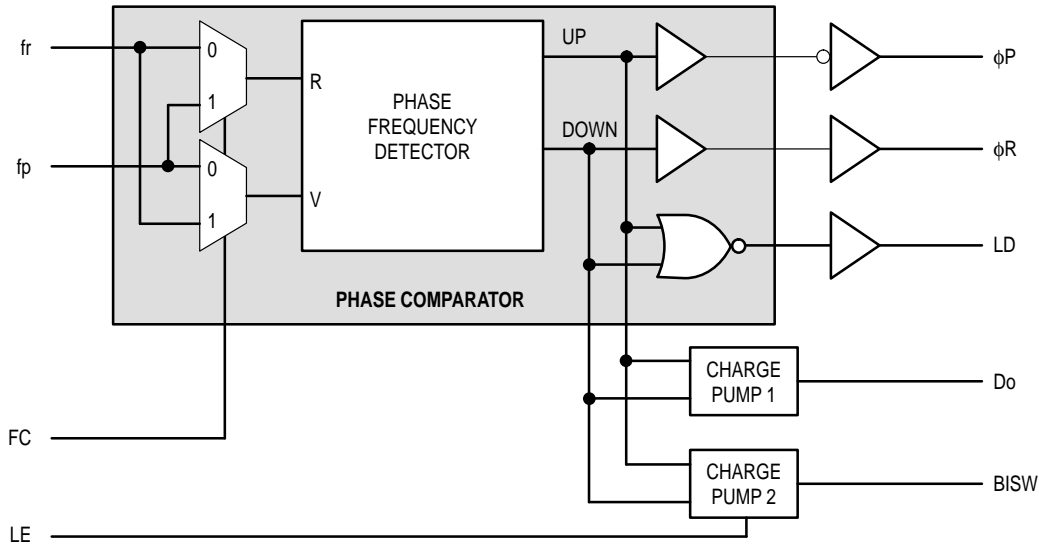 fr
0
1
R
PHASE
FREQUENCY
DETECTOR
UP
DOWN
ϕP
fp
0
1
V
ϕR
LD
PHASE COMPARATOR
CHARGE
PUMP 1
Do
FC
CHARGE
PUMP 2
BISW
LE